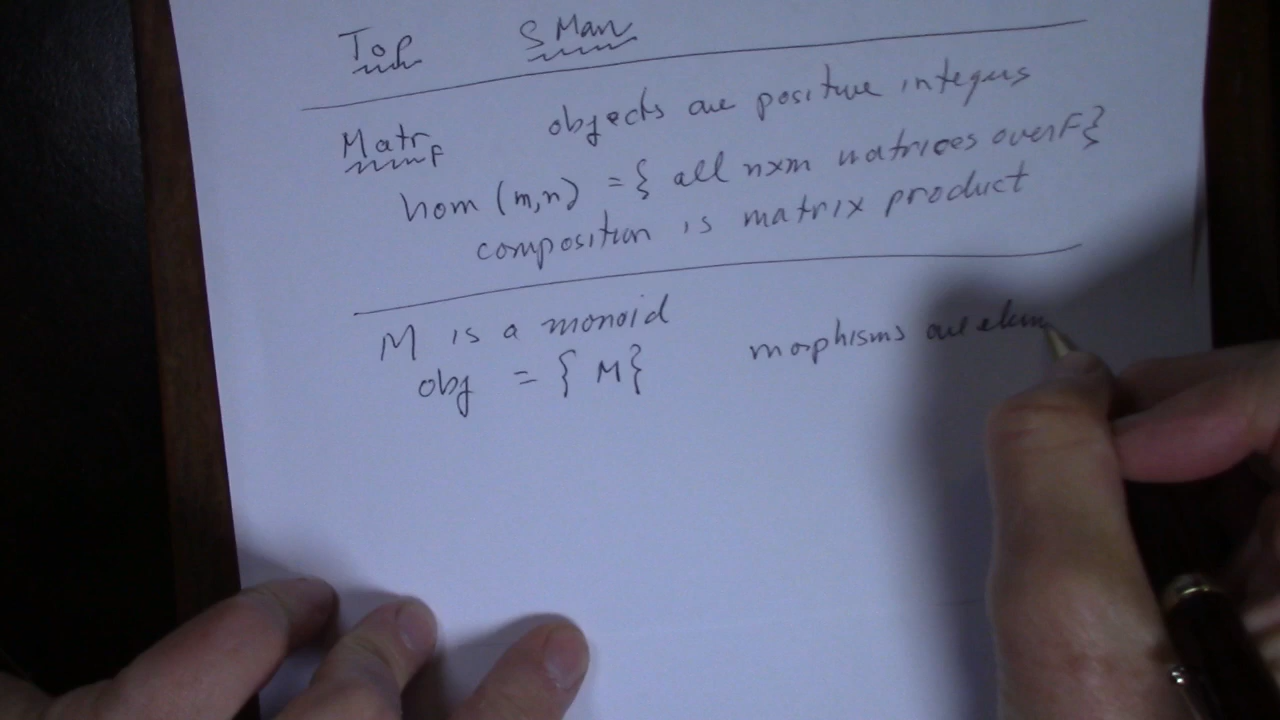 Top SMan
Matr_F objects are positive integers
hom (m,n) = { all n×m matrices over F }
composition is matrix product
M is a monoid
obj = { M } morphisms are elem